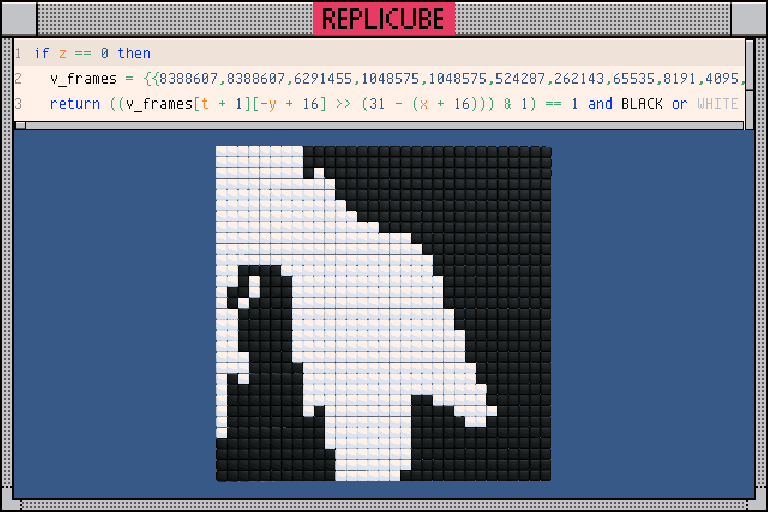 REPLICUBE
1 if z == 0 then
2 v_frames = {{8388607,8388607,6291455,1048575,1048575,524287,262143,65535,8191,4095,
3 return ((v_frames[t + 1][-y + 16] >> (31 - (x + 16))) & 1) == 1 and BLACK or WHITE